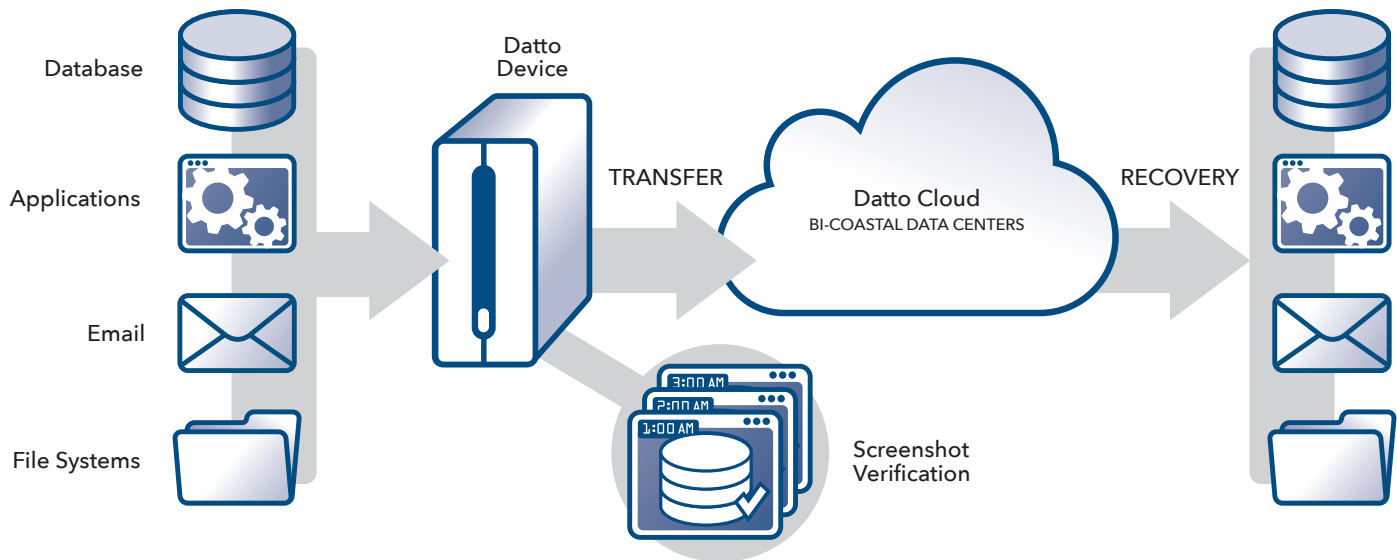 Database
Applications
Email
File Systems
Datto
Device
TRANSFER
Datto Cloud
BI-COASTAL DATA CENTERS
RECOVERY
3:00 AM
2:00 AM
1:00 AM
Screenshot
Verification